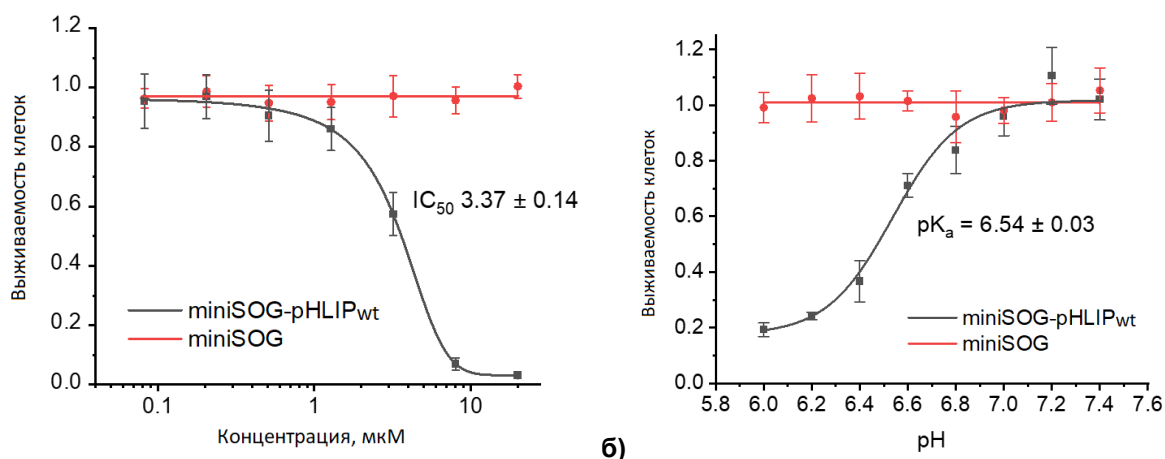 Выживаемость клеток
1.2
1.0
0.8
0.6
0.4
0.2
0.0
IC50 3.37 ± 0.14
miniSOG-pHLIPwt
miniSOG
0.1 1 10
Концентрация, мкМ
б)
Выживаемость клеток
1.2
1.0
0.8
0.6
0.4
0.2
0.0
pKa = 6.54 ± 0.03
miniSOG-pHLIPwt
miniSOG
5.8 6.0 6.2 6.4 6.6 6.8 7.0 7.2 7.4 7.6
pH